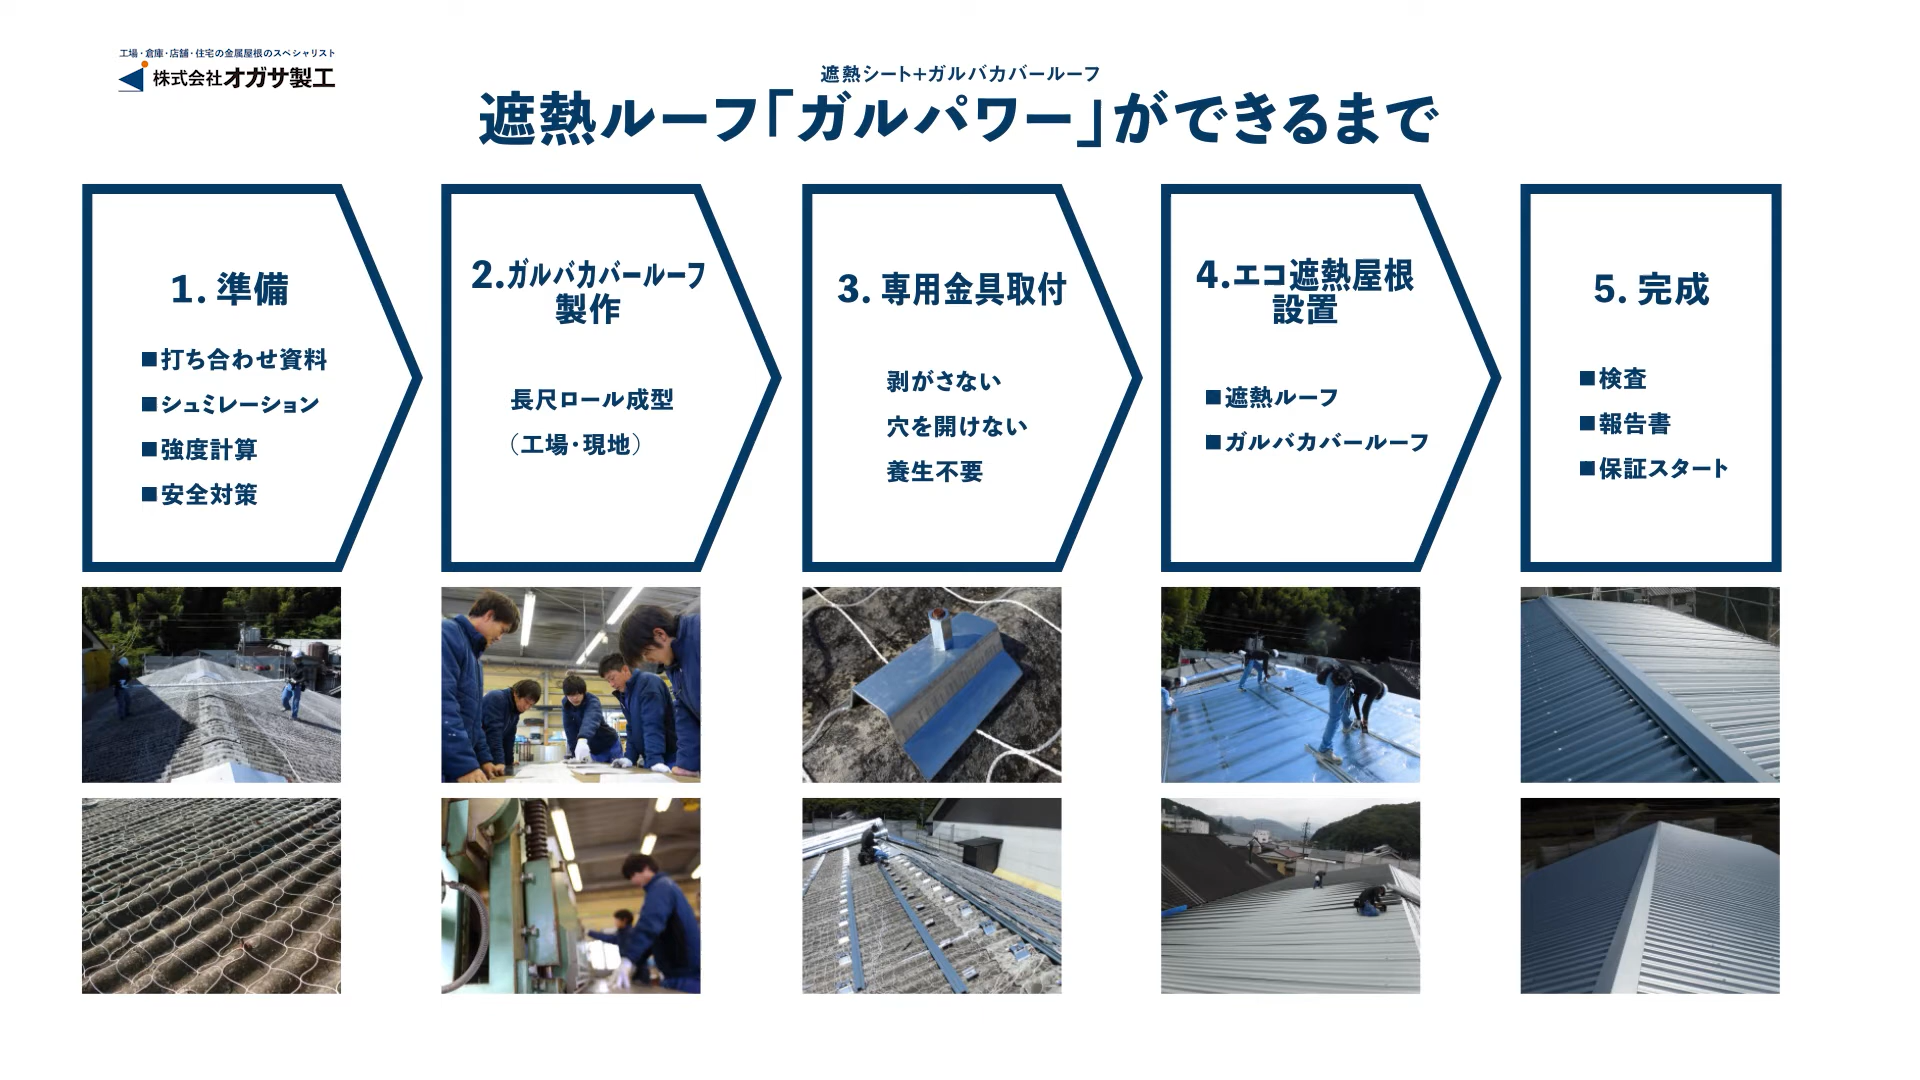 工場・倉庫・店舗・住宅の金属屋根のスペシャリスト
株式会社オガサ製工
遮熱シート+ガルバカバールーフ
遮熱ルーフ「ガルパワー」ができるまで
1. 準備
■打ち合わせ資料
■シュミレーション
■強度計算
■安全対策
2.ガルバカバールーフ
製作
長尺ロール成型
（工場・現地）
3. 専用金具取付
剥がさない
穴を開けない
養生不要
4.エコ遮熱屋根
設置
■遮熱ルーフ
■ガルバカバールーフ
5. 完成
■検査
■報告書
■保証スタート